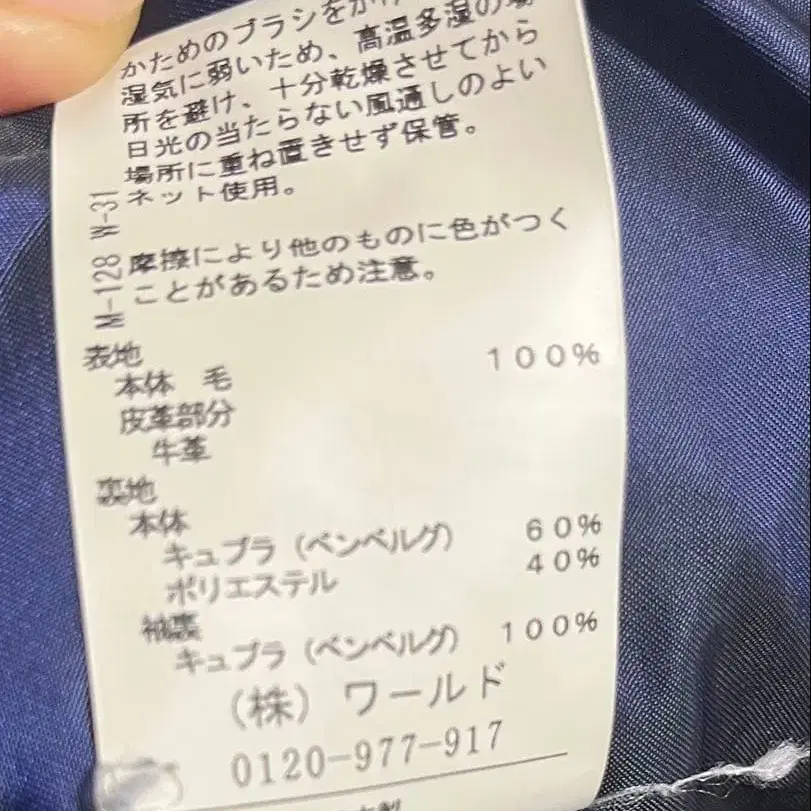 かためのブラシをかけ
湿気に弱いため、高温多湿の場
所を避け、十分乾燥させてから
日光の当たらない風通しのよい
場所に重ね置きせず保管。
ネット使用。
M-128 W-31
摩擦により他のものに色がつく
ことがあるため注意。
表地
本体 毛 100%
皮革部分
牛革
裏地
本体
キュプラ(ベンベルグ) 60%
ポリエステル 40%
袖裏
キュプラ(ベンベルグ) 100%
(株)ワールド
0120-977-917